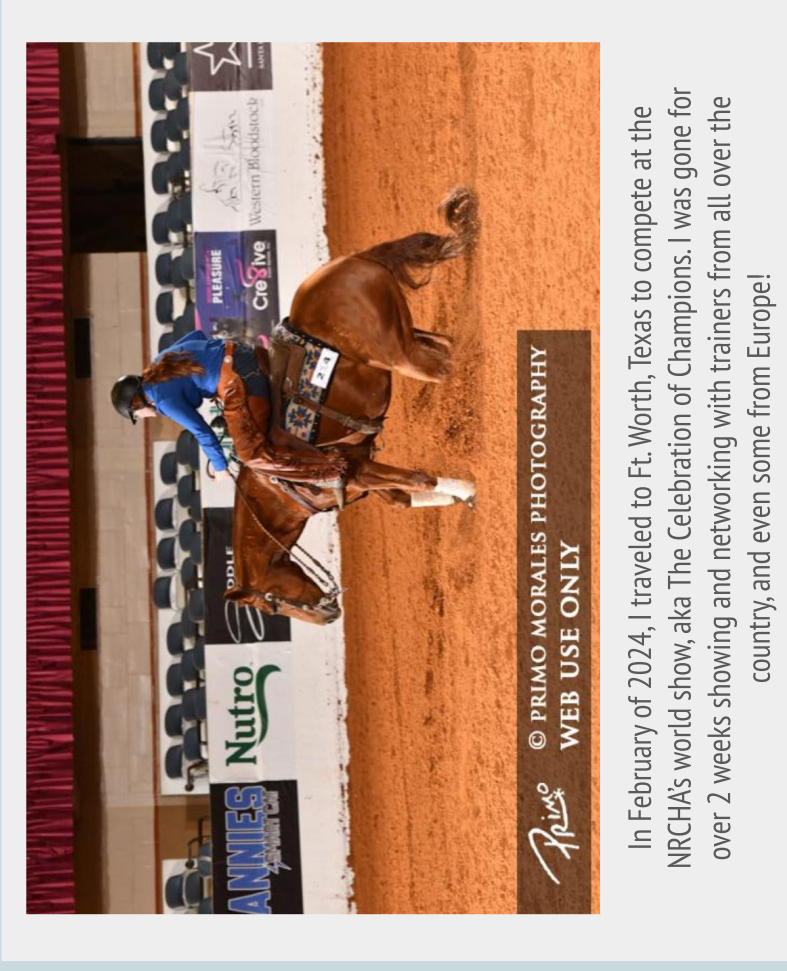 ANNIES
Nutro
Cre8ive
PLEASURE
Western Bloodstock
234
Primo
© PRIMO MORALES PHOTOGRAPHY
WEB USE ONLY
In February of 2024, I traveled to Ft. Worth, Texas to compete at the
NRCHA's world show, aka The Celebration of Champions. I was gone for
over 2 weeks showing and networking with trainers from all over the
country, and even some from Europe!